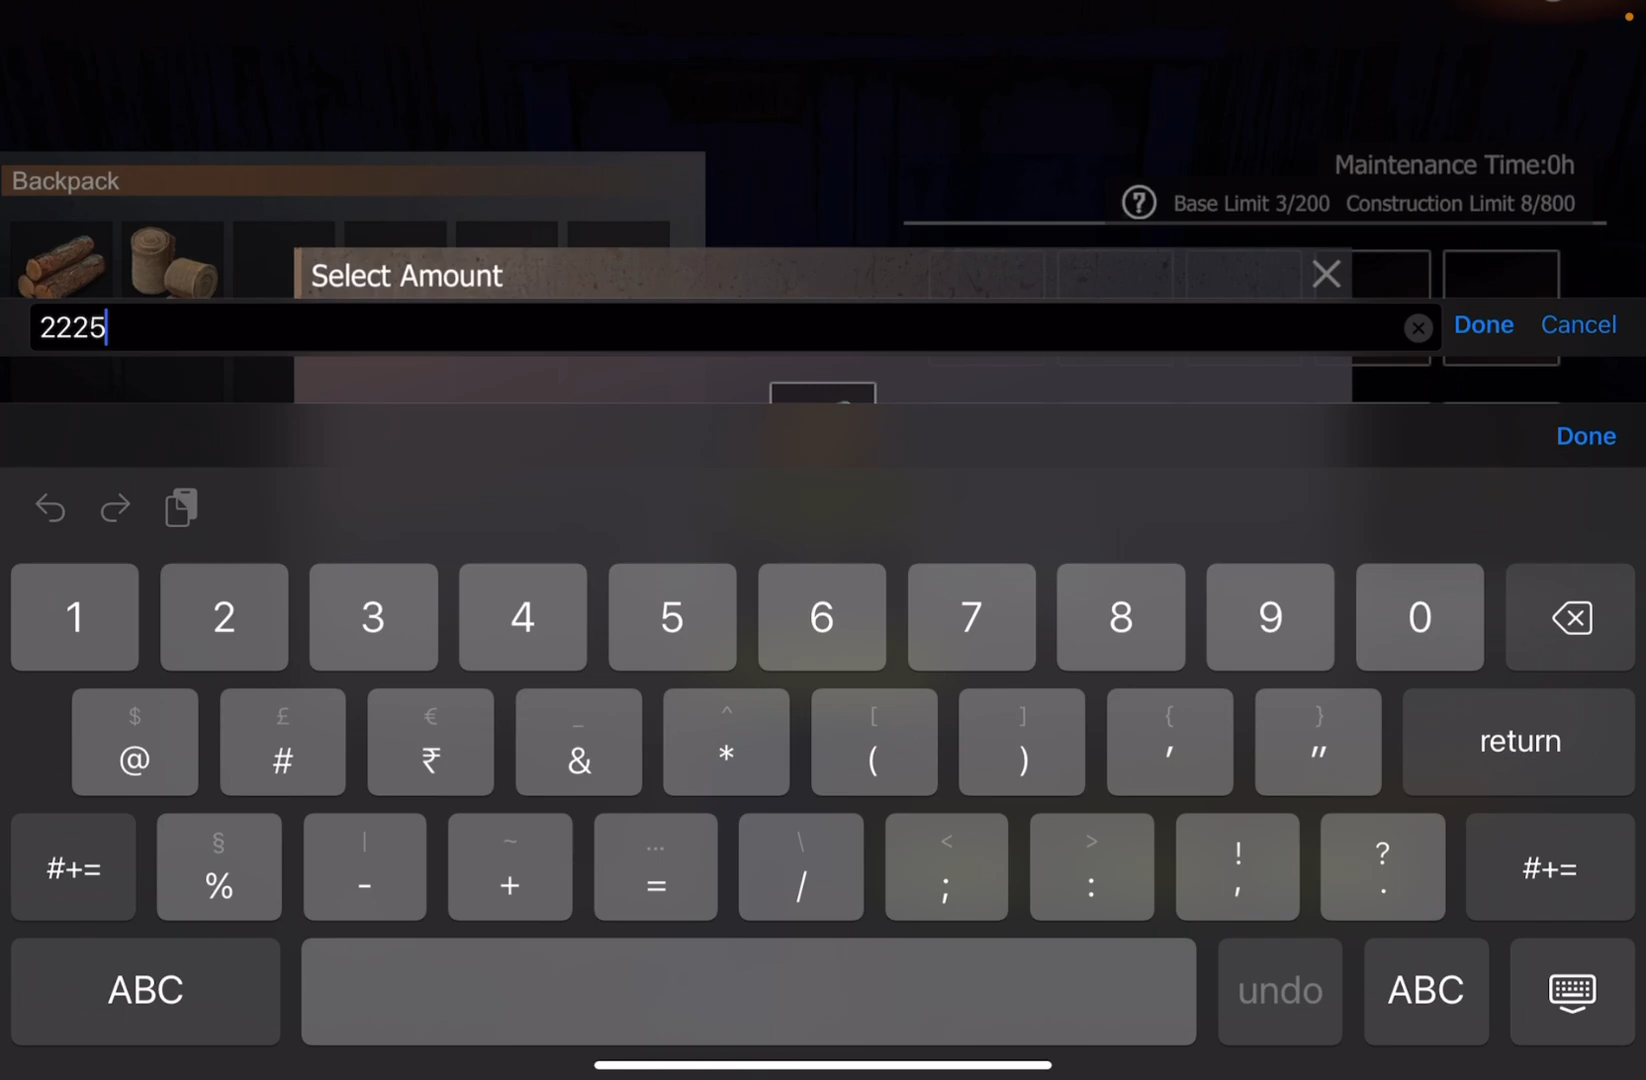 Maintenance Time:0h
Backpack
? Base Limit 3/200 Construction Limit 8/800
Select Amount
2225 Done Cancel
Done
1 2 3 4 5 6 7 8 9 0
$ £ € _ ^ [ ] { }
@ # ₹ & * ( ) ' " return
§ | ~ … \ < > ! ?
#+= % - + = / ; : , . #+=
ABC undo ABC